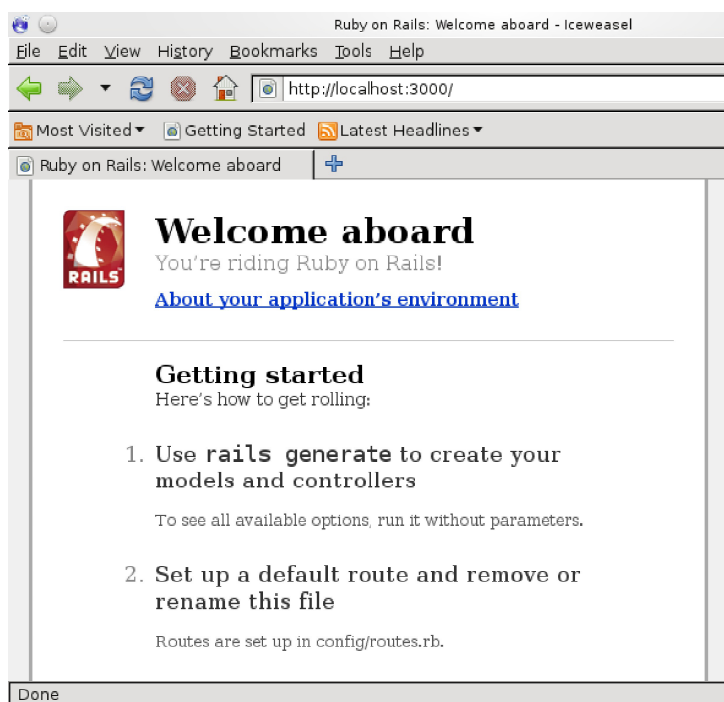 Ruby on Rails: Welcome aboard - Iceweasel
File Edit View History Bookmarks Tools Help
http://localhost:3000/
Most Visited Getting Started Latest Headlines
Ruby on Rails: Welcome aboard
RAILS
Welcome aboard
You're riding Ruby on Rails!
About your application's environment
Getting started
Here's how to get rolling:
1. Use rails generate to create your
models and controllers
To see all available options, run it without parameters.
2. Set up a default route and remove or
rename this file
Routes are set up in config/routes.rb.
Done